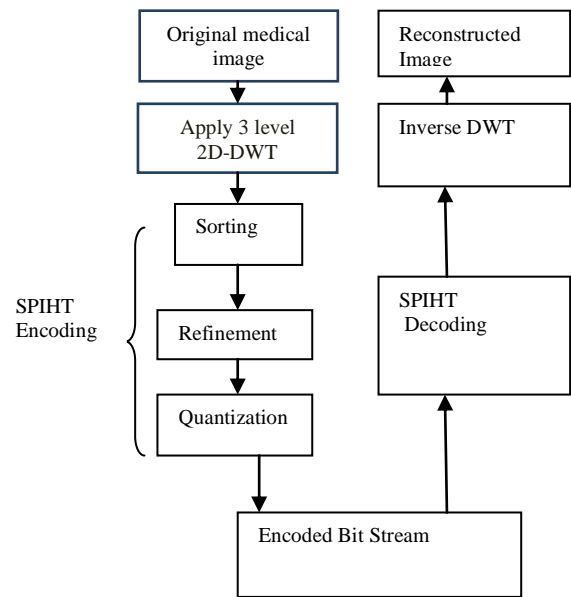 Original medical
image
Apply 3 level
2D-DWT
Sorting
SPIHT
Encoding
Refinement
Quantization
Encoded Bit Stream
SPIHT
Decoding
Inverse DWT
Reconstructed
Image